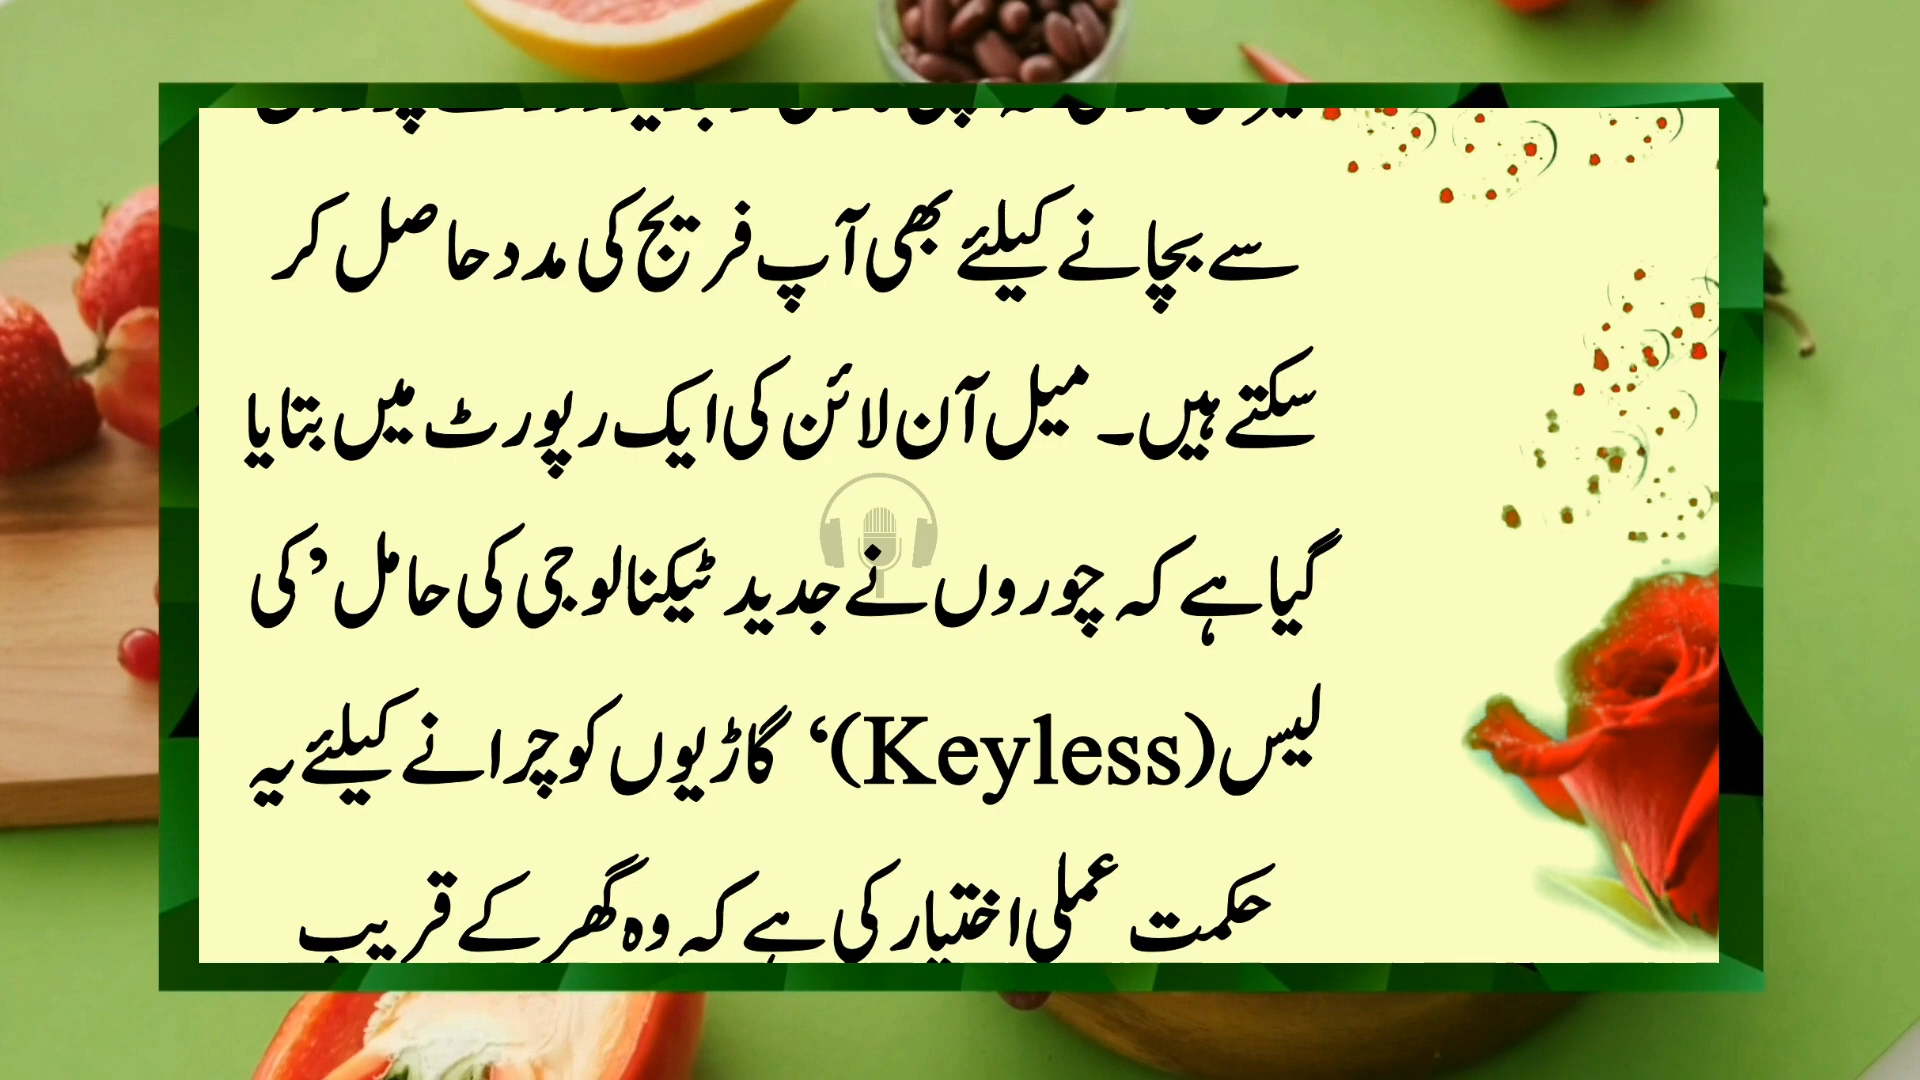 سے بچانے کیلئے بھی آپ فریج کی مدد حاصل کر
سکتے ہیں۔ میل آن لائن کی ایک رپورٹ میں بتایا
گیا ہے کہ چوروں نے جدید ٹیکنالوجی کی حامل ’کی
لیس(Keyless)‘ گاڑیوں کو چرانے کیلئے یہ
حکمت عملی اختیار کی ہے کہ وہ گھر کے قریب